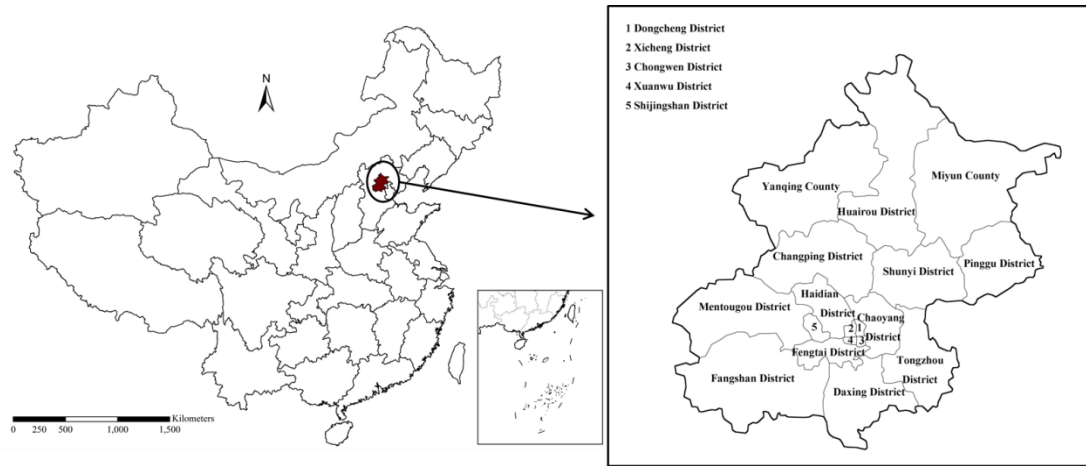 N
Kilometers
0 250 500 1,000 1,500
1 Dongcheng District
2 Xicheng District
3 Chongwen District
4 Xuanwu District
5 Shijingshan District
Yanqing County
Miyun County
Huairou District
Changping District
Shunyi District
Pinggu District
Haidian
District
Mentougou District
Chaoyang
District
5
2 1
4 3
Fengtai District
Tongzhou
District
Fangshan District
Daxing District